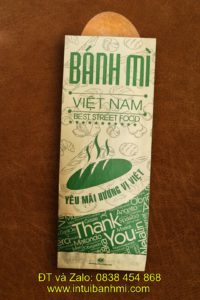 BÁNH MÌ
VIỆT NAM
BEST STREET FOOD
YÊU MÃI HƯƠNG VỊ VIỆT
Thank
You
ĐT và Zalo: 0838 454 868
www.intuibanhmi.com